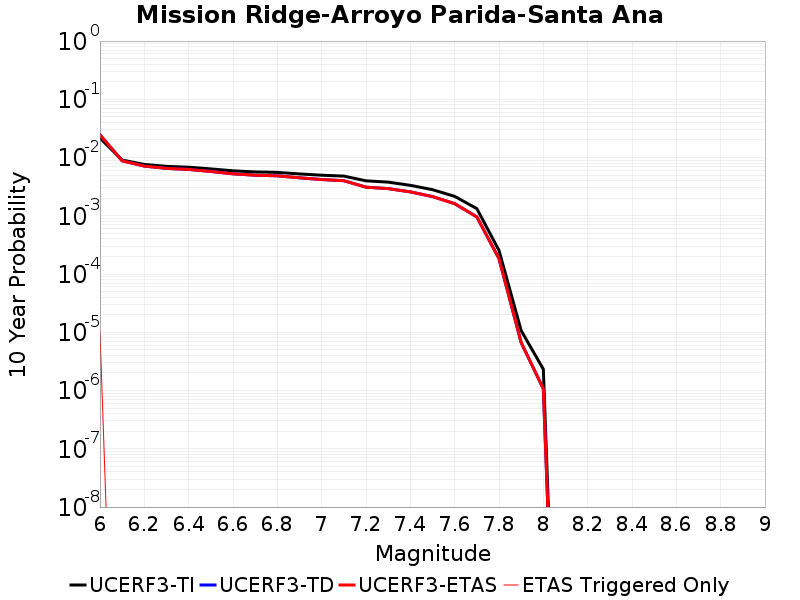 Mission Ridge-Arroyo Parida-Santa Ana
10^0
10^-1
10^-2
10^-3
10^-4
10^-5
10^-6
10^-7
10^-8
10 Year Probability
6 6.2 6.4 6.6 6.8 7 7.2 7.4 7.6 7.8 8 8.2 8.4 8.6 8.8 9
Magnitude
UCERF3-TI UCERF3-TD UCERF3-ETAS ETAS Triggered Only